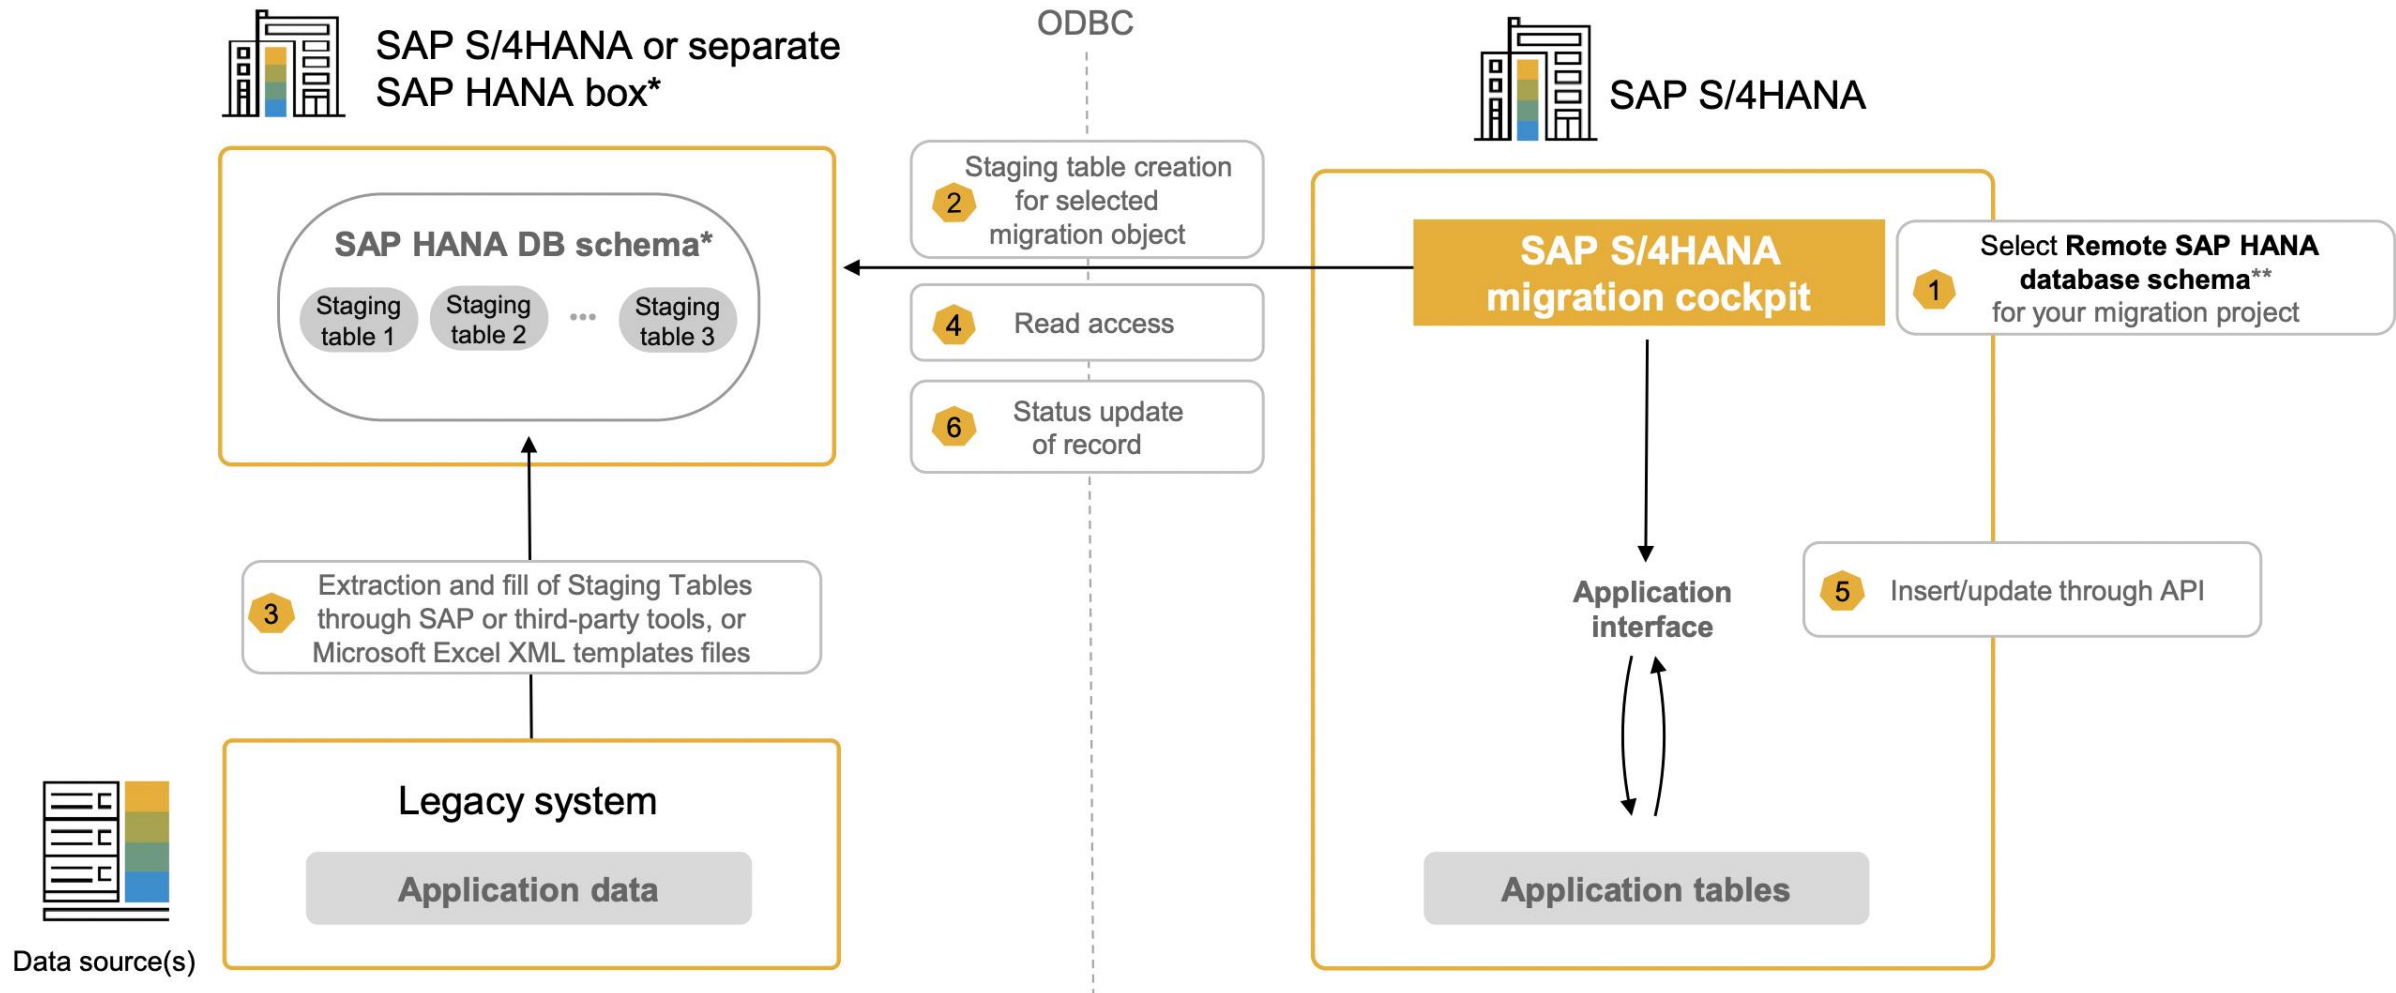 SAP S/4HANA or separate
SAP HANA box*
ODBC
SAP S/4HANA
SAP HANA DB schema*
Staging
table 1
Staging
table 2
...
Staging
table 3
2
Staging table creation
for selected
migration object
4
Read access
6
Status update
of record
SAP S/4HANA
migration cockpit
1
Select Remote SAP HANA
database schema**
for your migration project
3
Extraction and fill of Staging Tables
through SAP or third-party tools, or
Microsoft Excel XML templates files
Application
interface
5
Insert/update through API
Legacy system
Application data
Application tables
Data source(s)